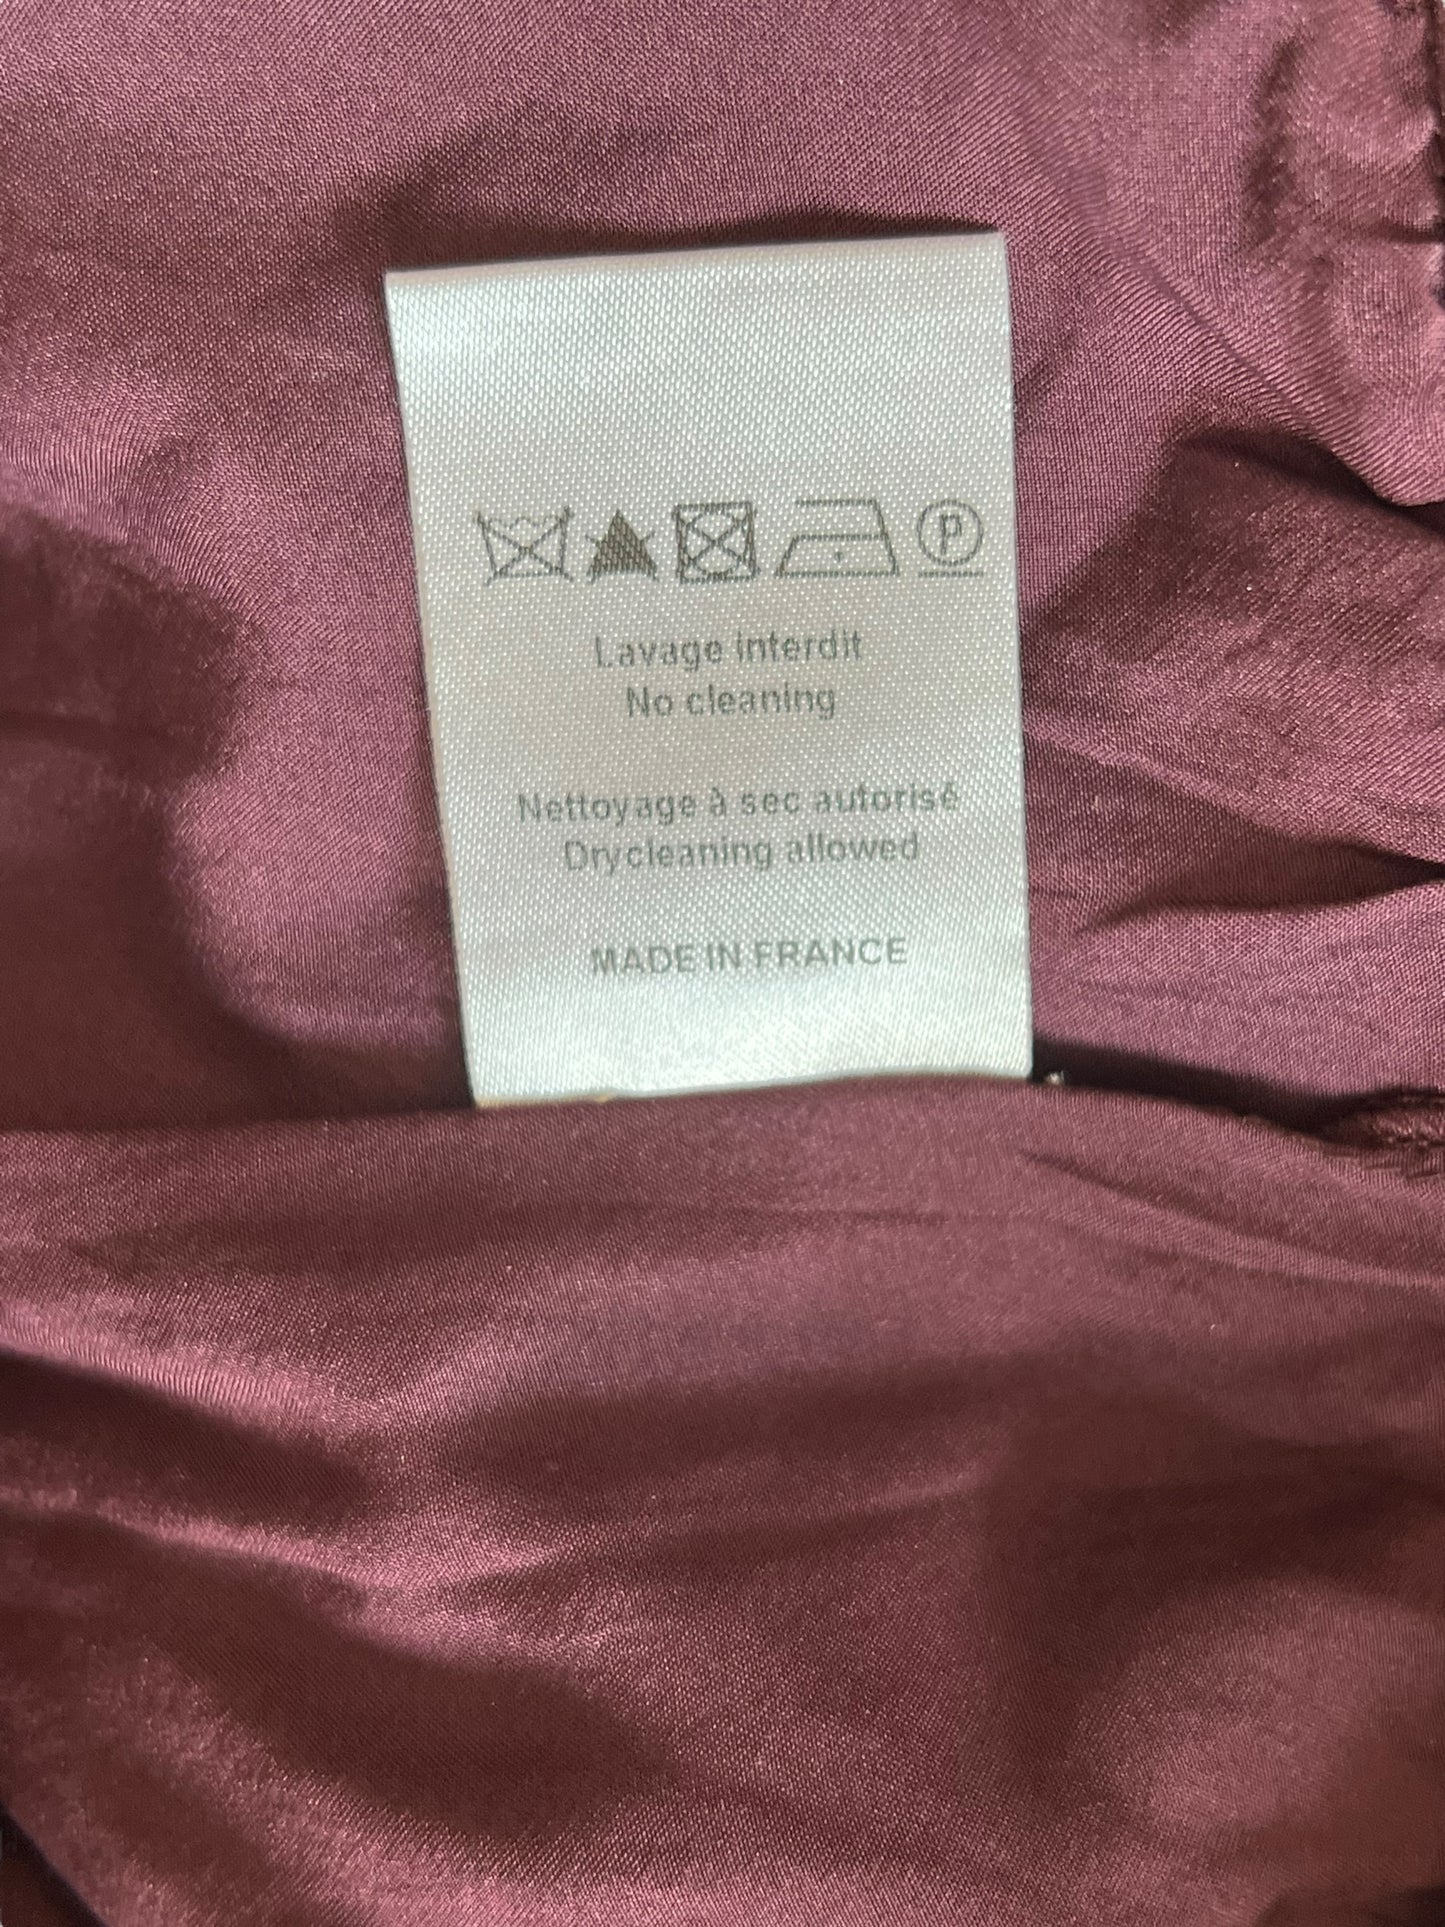 P
Lavage interdit
No cleaning
Nettoyage à sec autorisé
Drycleaning allowed
MADE IN FRANCE